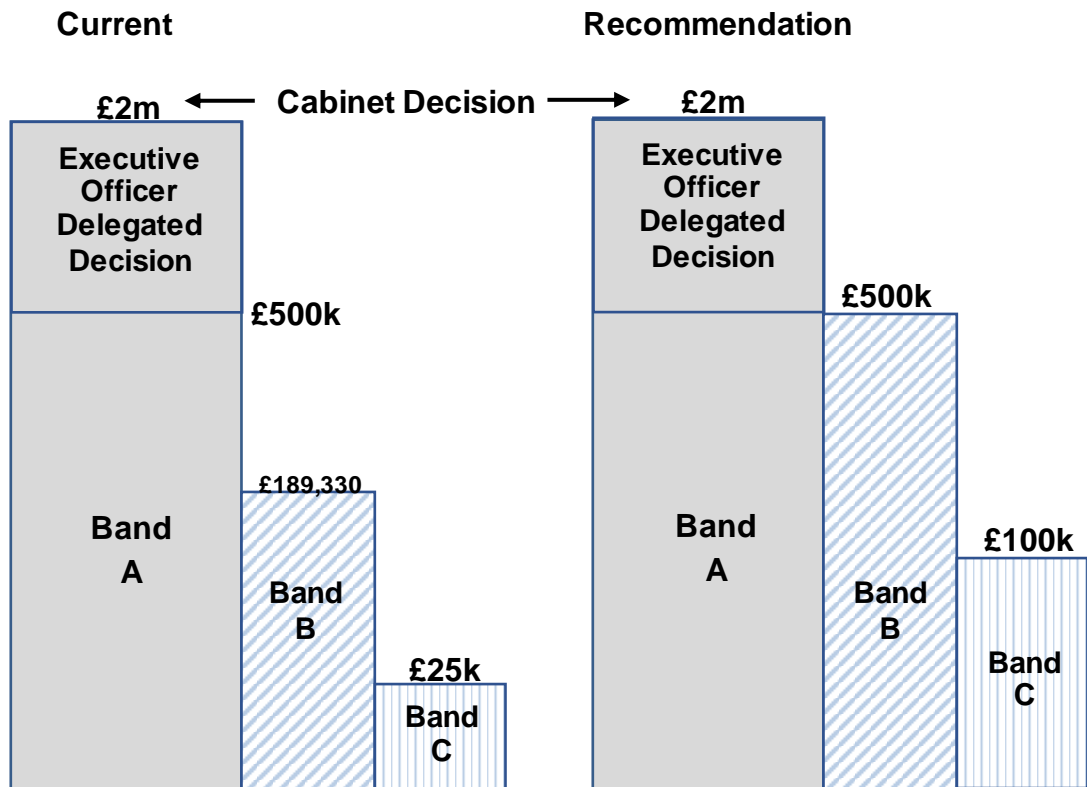 Current
Recommendation
£2m
Cabinet Decision
£2m
Executive
Officer
Delegated
Decision
£500k
Band
A
£189,330
Band
B
£25k
Band
C
Executive
Officer
Delegated
Decision
£500k
Band
A
Band
B
£100k
Band
C